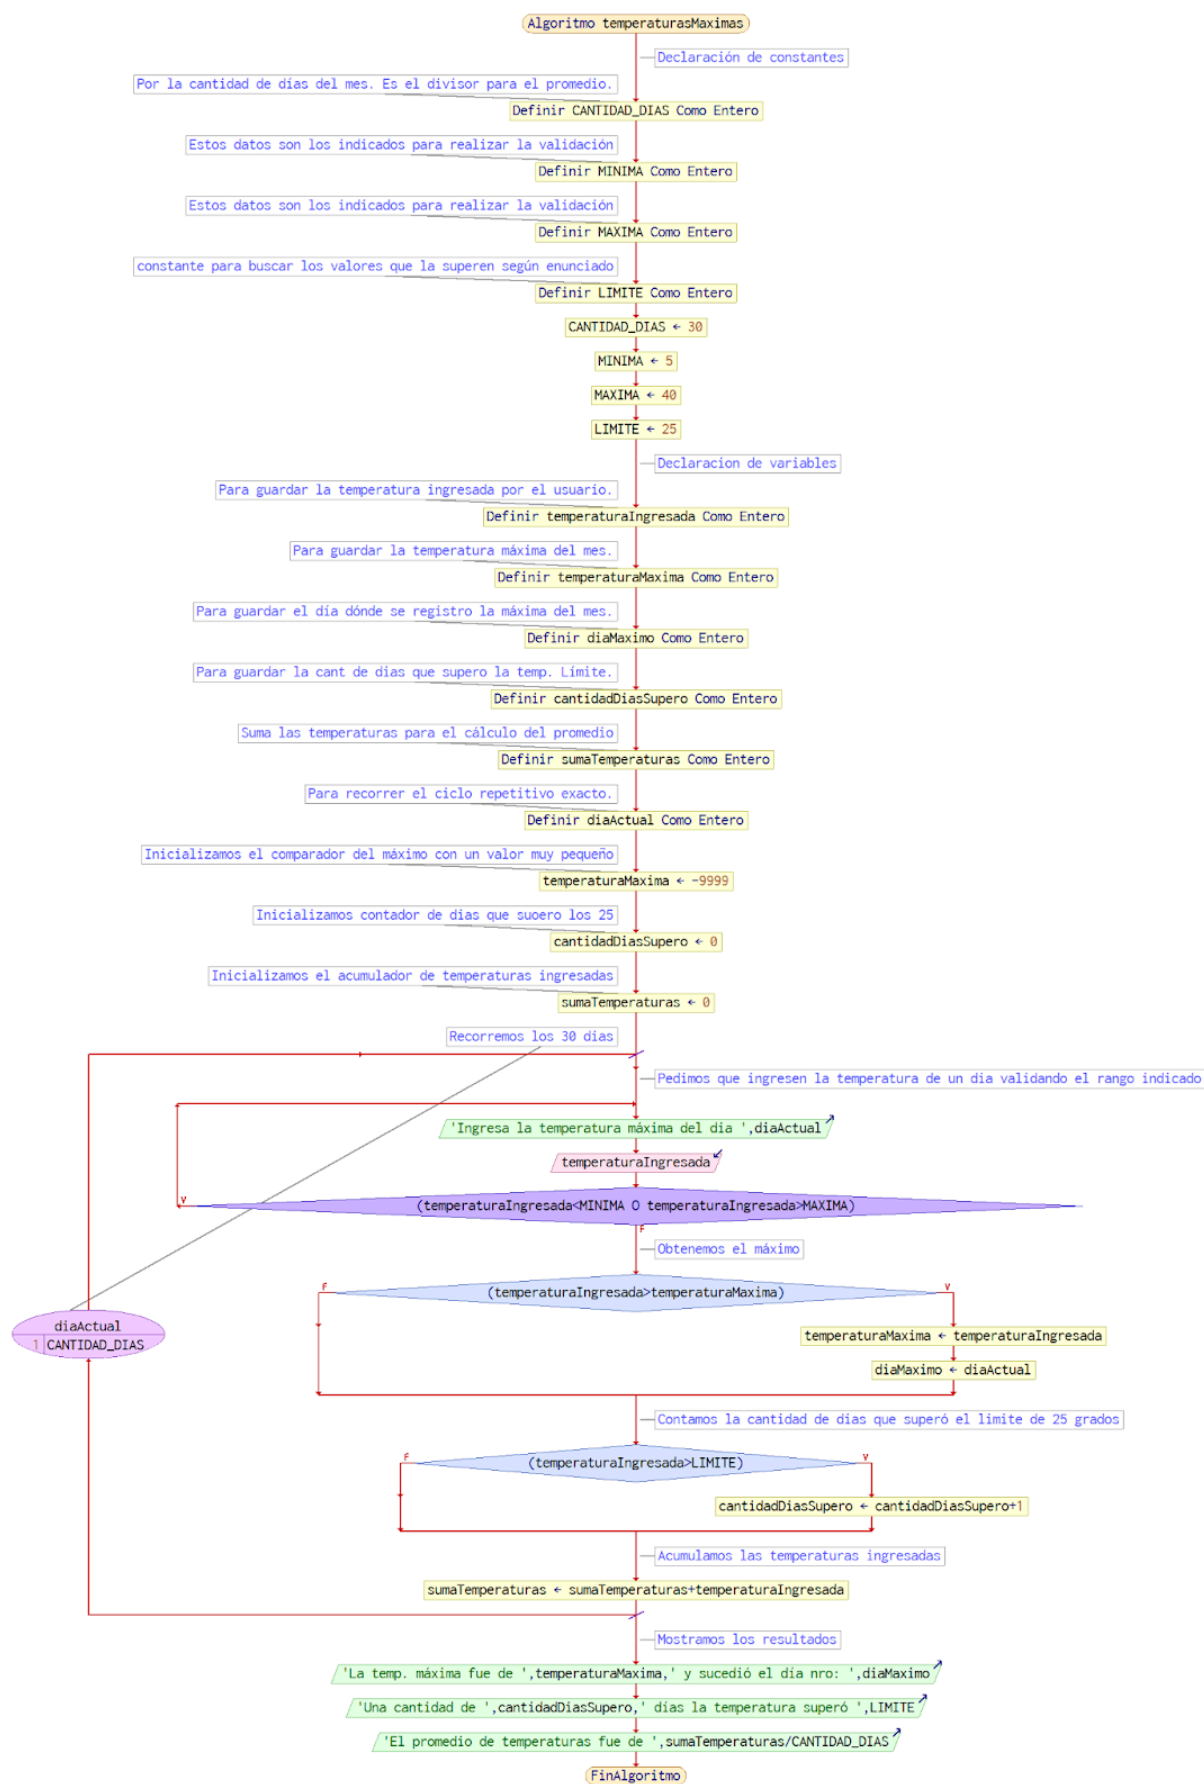 Algoritmo temperaturasMaximas
Declaración de constantes
Por la cantidad de días del mes. Es el divisor para el promedio.
Definir CANTIDAD_DIAS Como Entero
Estos datos son los indicados para realizar la validación
Definir MINIMA Como Entero
Estos datos son los indicados para realizar la validación
Definir MAXIMA Como Entero
constante para buscar los valores que la superen según enunciado
Definir LIMITE Como Entero
CANTIDAD_DIAS ← 30
MINIMA ← 5
MAXIMA ← 40
LIMITE ← 25
Declaracion de variables
Para guardar la temperatura ingresada por el usuario.
Definir temperaturaIngresada Como Entero
Para guardar la temperatura máxima del mes.
Definir temperaturaMaxima Como Entero
Para guardar el día dónde se registro la máxima del mes.
Definir diaMaximo Como Entero
Para guardar la cant de dias que supero la temp. Límite.
Definir cantidadDiasSupero Como Entero
Suma las temperaturas para el cálculo del promedio
Definir sumaTemperaturas Como Entero
Para recorrer el ciclo repetitivo exacto.
Definir diaActual Como Entero
Inicializamos el comparador del máximo con un valor muy pequeño
temperaturaMaxima ← -9999
Inicializamos contador de dias que suoero los 25
cantidadDiasSupero ← 0
Inicializamos el acumulador de temperaturas ingresadas
sumaTemperaturas ← 0
Recorremos los 30 días
Pedimos que ingresen la temperatura de un dia validando el rango indicado
'Ingresa la temperatura máxima del dia ',diaActual
temperaturaIngresada
V
(temperaturaIngresada<MINIMA O temperaturaIngresada>MAXIMA)
F
Obtenemos el máximo
F
(temperaturaIngresada>temperaturaMaxima)
V
diaActual
1 CANTIDAD_DIAS
temperaturaMaxima ← temperaturaIngresada
diaMaximo ← diaActual
Contamos la cantidad de días que superó el límite de 25 grados
F
(temperaturaIngresada>LIMITE)
V
cantidadDiasSupero ← cantidadDiasSupero+1
Acumulamos las temperaturas ingresadas
sumaTemperaturas ← sumaTemperaturas+temperaturaIngresada
Mostramos los resultados
'La temp. máxima fue de ',temperaturaMaxima,' y sucedió el día nro: ',diaMaximo
'Una cantidad de ',cantidadDiasSupero,' días la temperatura superó ',LIMITE
'El promedio de temperaturas fue de ',sumaTemperaturas/CANTIDAD_DIAS
FinAlgoritmo